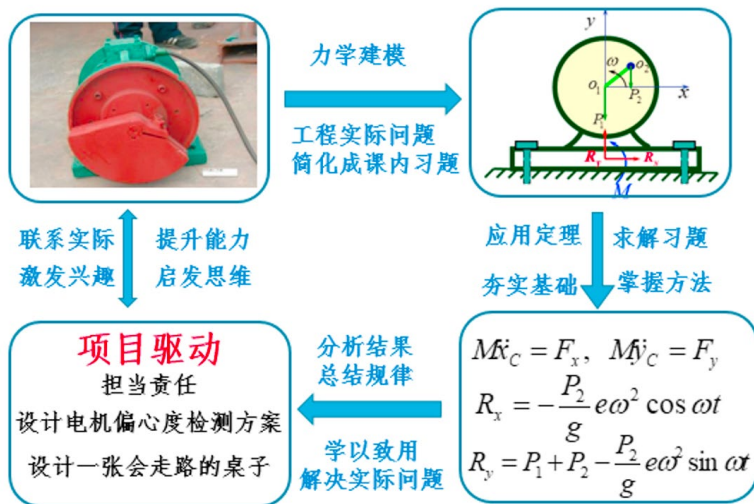 力学建模
工程实际问题
简化成课内习题
y
ω
o₂
o₁
P₂
x
P₁
Rᵧ
Rₓ
M
联系实际 提升能力
激发兴趣 启发思维
应用定理 求解习题
夯实基础 掌握方法
项目驱动
担当责任
设计电机偏心度检测方案
设计一张会走路的桌子
分析结果
总结规律
学以致用
解决实际问题
Mẍ_C = F_x, Mÿ_C = F_y
R_x = -P₂/g eω² cos ωt
R_y = P₁ + P₂ - P₂/g eω² sin ωt